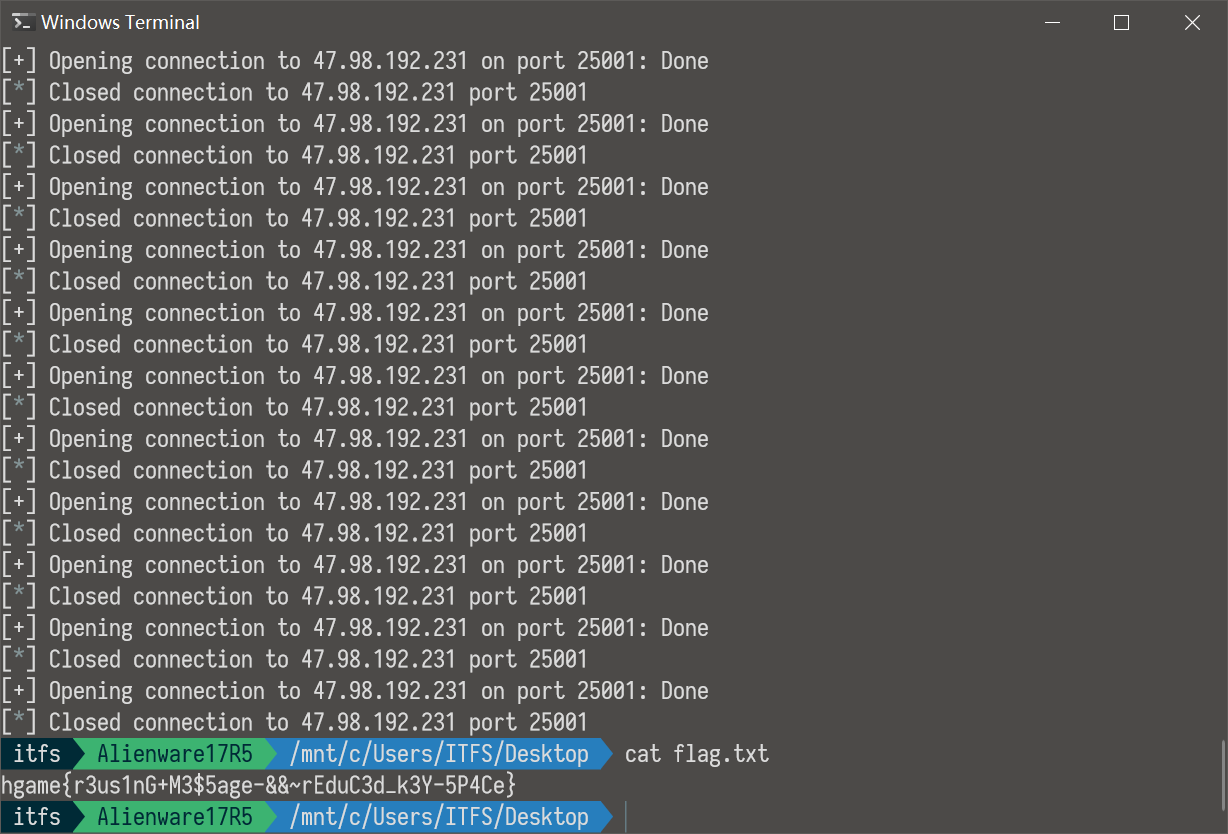 Windows Terminal
[+] Opening connection to 47.98.192.231 on port 25001: Done
[*] Closed connection to 47.98.192.231 port 25001
[+] Opening connection to 47.98.192.231 on port 25001: Done
[*] Closed connection to 47.98.192.231 port 25001
[+] Opening connection to 47.98.192.231 on port 25001: Done
[*] Closed connection to 47.98.192.231 port 25001
[+] Opening connection to 47.98.192.231 on port 25001: Done
[*] Closed connection to 47.98.192.231 port 25001
[+] Opening connection to 47.98.192.231 on port 25001: Done
[*] Closed connection to 47.98.192.231 port 25001
[+] Opening connection to 47.98.192.231 on port 25001: Done
[*] Closed connection to 47.98.192.231 port 25001
[+] Opening connection to 47.98.192.231 on port 25001: Done
[*] Closed connection to 47.98.192.231 port 25001
[+] Opening connection to 47.98.192.231 on port 25001: Done
[*] Closed connection to 47.98.192.231 port 25001
[+] Opening connection to 47.98.192.231 on port 25001: Done
[*] Closed connection to 47.98.192.231 port 25001
[+] Opening connection to 47.98.192.231 on port 25001: Done
[*] Closed connection to 47.98.192.231 port 25001
[+] Opening connection to 47.98.192.231 on port 25001: Done
[*] Closed connection to 47.98.192.231 port 25001
itfs Alienware17R5 /mnt/c/Users/ITFS/Desktop cat flag.txt
hgame{r3us1nG+M3$5age-&&~rEduC3d_k3Y-5P4Ce}
itfs Alienware17R5 /mnt/c/Users/ITFS/Desktop